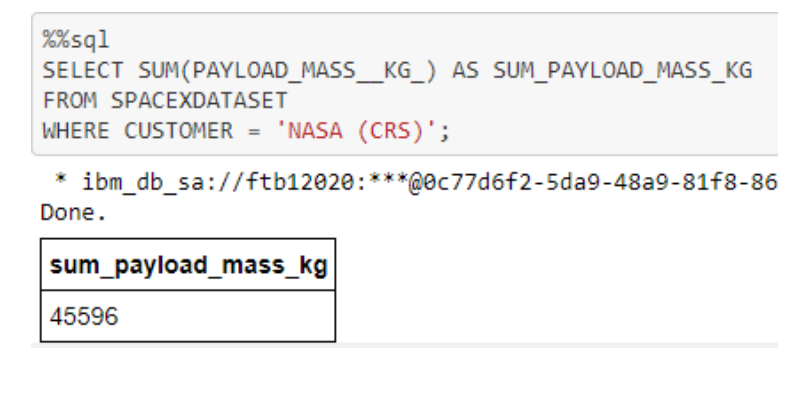 %%sql
SELECT SUM(PAYLOAD_MASS__KG_) AS SUM_PAYLOAD_MASS_KG
FROM SPACEXDATASET
WHERE CUSTOMER = 'NASA (CRS)';
* ibm_db_sa://ftb12020:***@0c77d6f2-5da9-48a9-81f8-86
Done.
sum_payload_mass_kg
45596